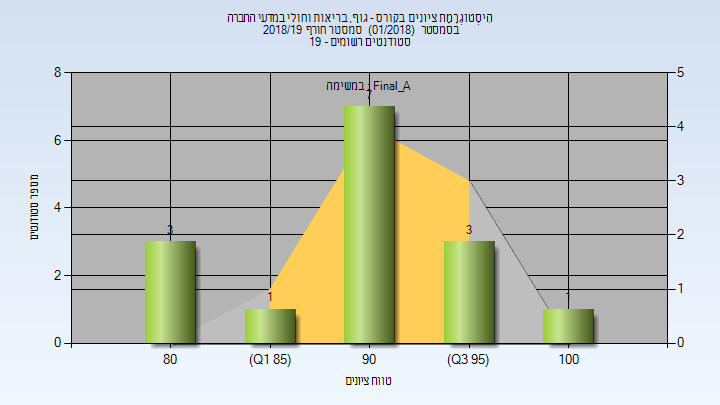 היסטוגרמת ציונים בקורס - גוף, בריאות וחולי במדעי החברה
בסמסטר (01/2018) סמסטר חורף 2018/19
סטודנטים רשומים - 19
במשימה : Final_A
8
6
4
2
0
5
4
3
2
1
0
3
1
7
3
1
מספר סטודנטים
80
(Q1 85)
90
(Q3 95)
100
טווח ציונים